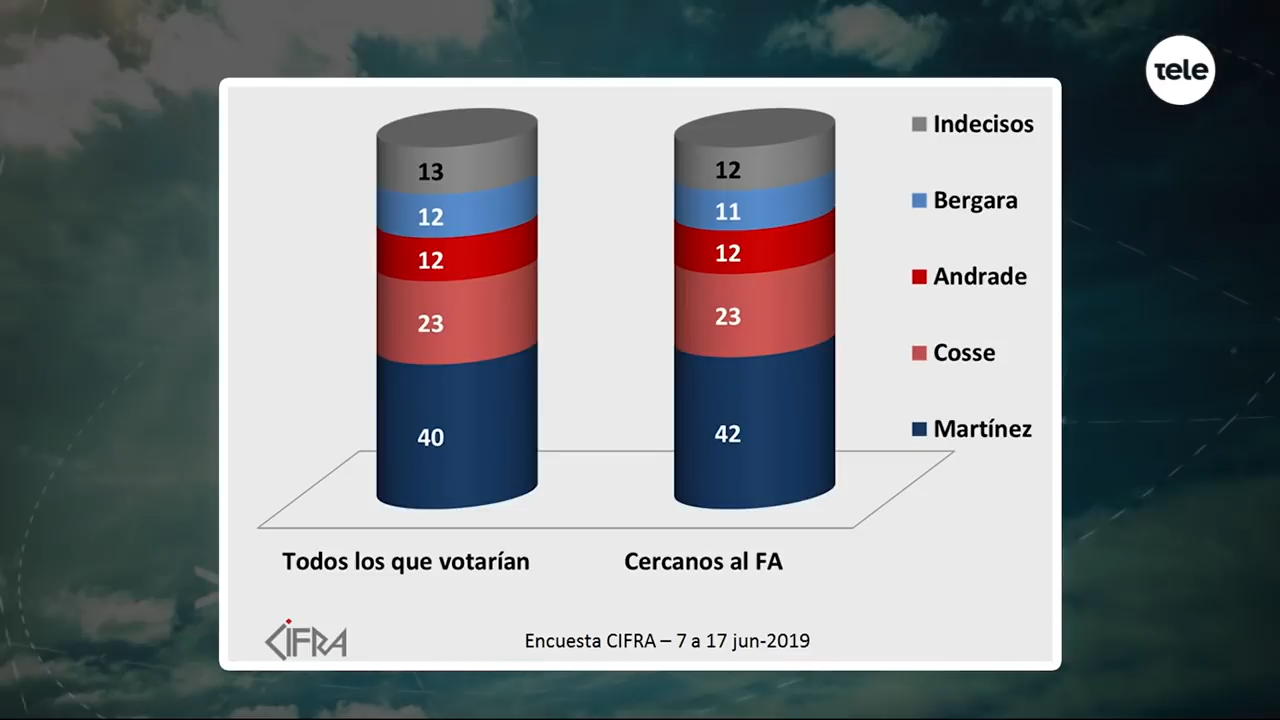 tele
Indecisos
Bergara
Andrade
Cosse
Martínez
13
12
12
23
40
12
11
12
23
42
Todos los que votarían
Cercanos al FA
CIFRA
Encuesta CIFRA – 7 a 17 jun-2019